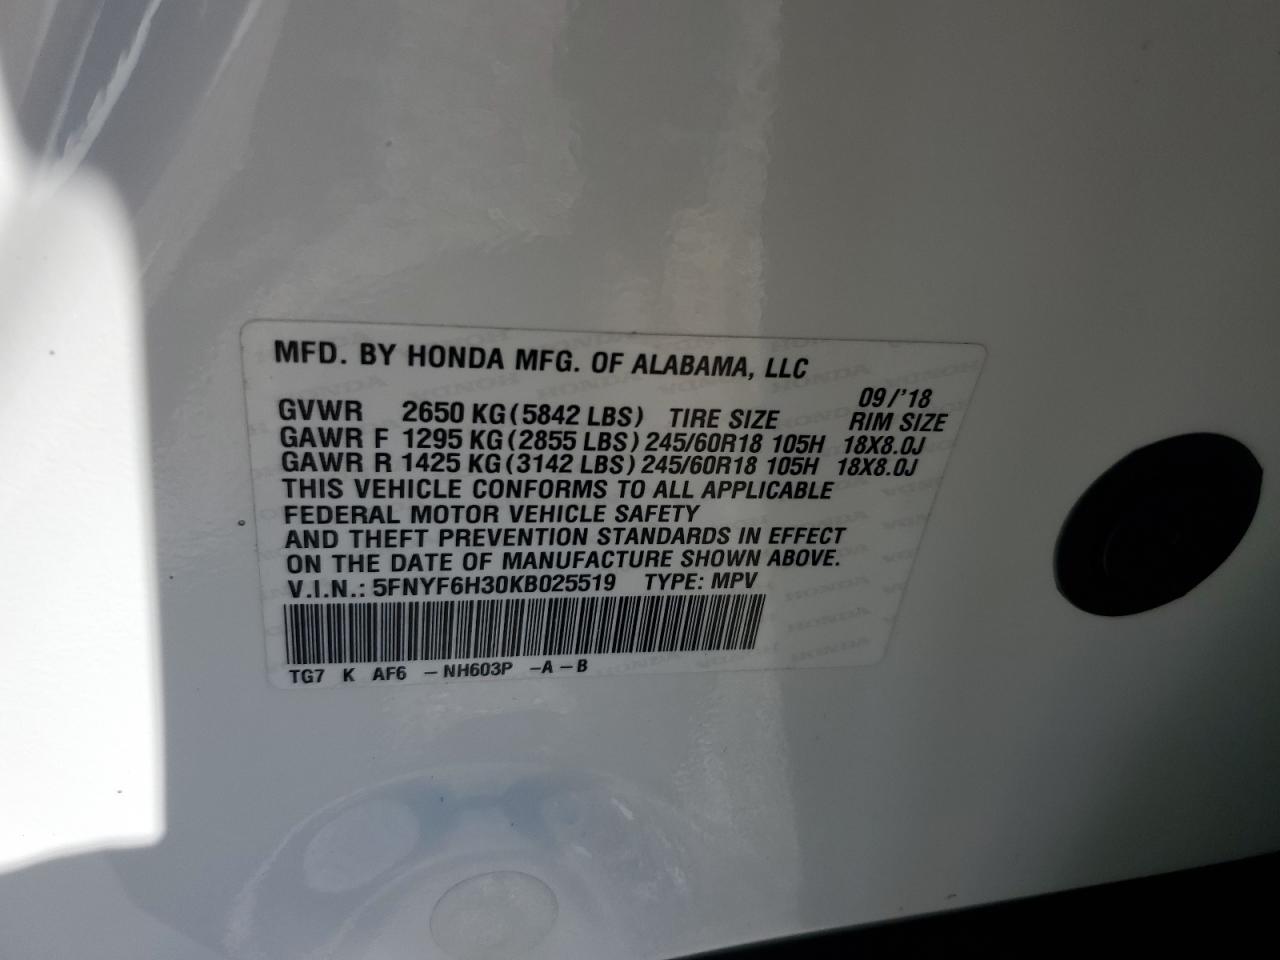 MFD. BY HONDA MFG. OF ALABAMA, LLC
09/'18
GVWR 2650 KG (5842 LBS) TIRE SIZE RIM SIZE
GAWR F 1295 KG (2855 LBS) 245/60R18 105H 18X8.0J
GAWR R 1425 KG (3142 LBS) 245/60R18 105H 18X8.0J
THIS VEHICLE CONFORMS TO ALL APPLICABLE
FEDERAL MOTOR VEHICLE SAFETY
AND THEFT PREVENTION STANDARDS IN EFFECT
ON THE DATE OF MANUFACTURE SHOWN ABOVE.
V.I.N.: 5FNYF6H30KB025519 TYPE: MPV
TG7 K AF6 -NH603P -A-B